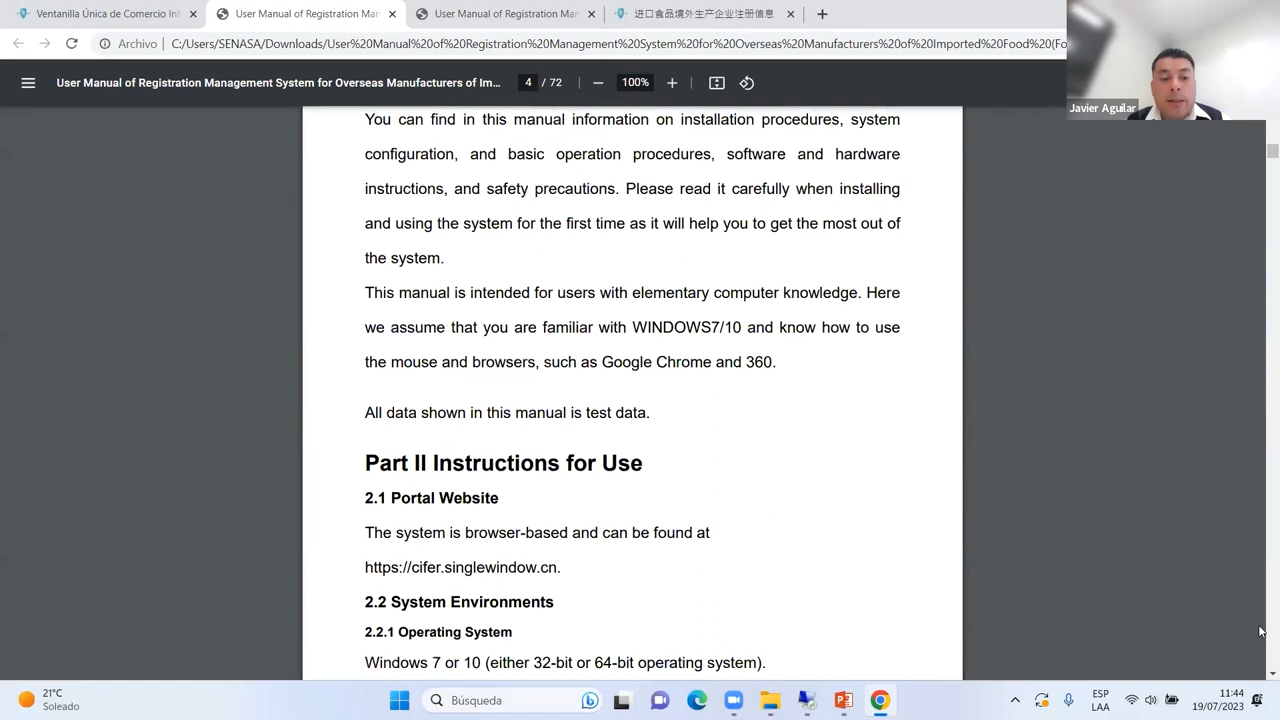 Ventanilla Única de Comercio Int
User Manual of Registration Man
User Manual of Registration Man
进口食品境外生产企业注册信息
Archivo
C:/Users/SENASA/Downloads/User%20Manual%20of%20Registration%20Management%20System%20for%20Overseas%20Manufacturers%20of%20Imported%20Food%20(Fo
User Manual of Registration Management System for Overseas Manufacturers of Im...
4 / 72
100%
Javier Aguilar
You can find in this manual information on installation procedures, system
configuration, and basic operation procedures, software and hardware
instructions, and safety precautions. Please read it carefully when installing
and using the system for the first time as it will help you to get the most out of
the system.
This manual is intended for users with elementary computer knowledge. Here
we assume that you are familiar with WINDOWS7/10 and know how to use
the mouse and browsers, such as Google Chrome and 360.
All data shown in this manual is test data.
Part II Instructions for Use
2.1 Portal Website
The system is browser-based and can be found at
https://cifer.singlewindow.cn.
2.2 System Environments
2.2.1 Operating System
Windows 7 or 10 (either 32-bit or 64-bit operating system).
21°C
Soleado
Búsqueda
ESP
LAA
11:44
19/07/2023